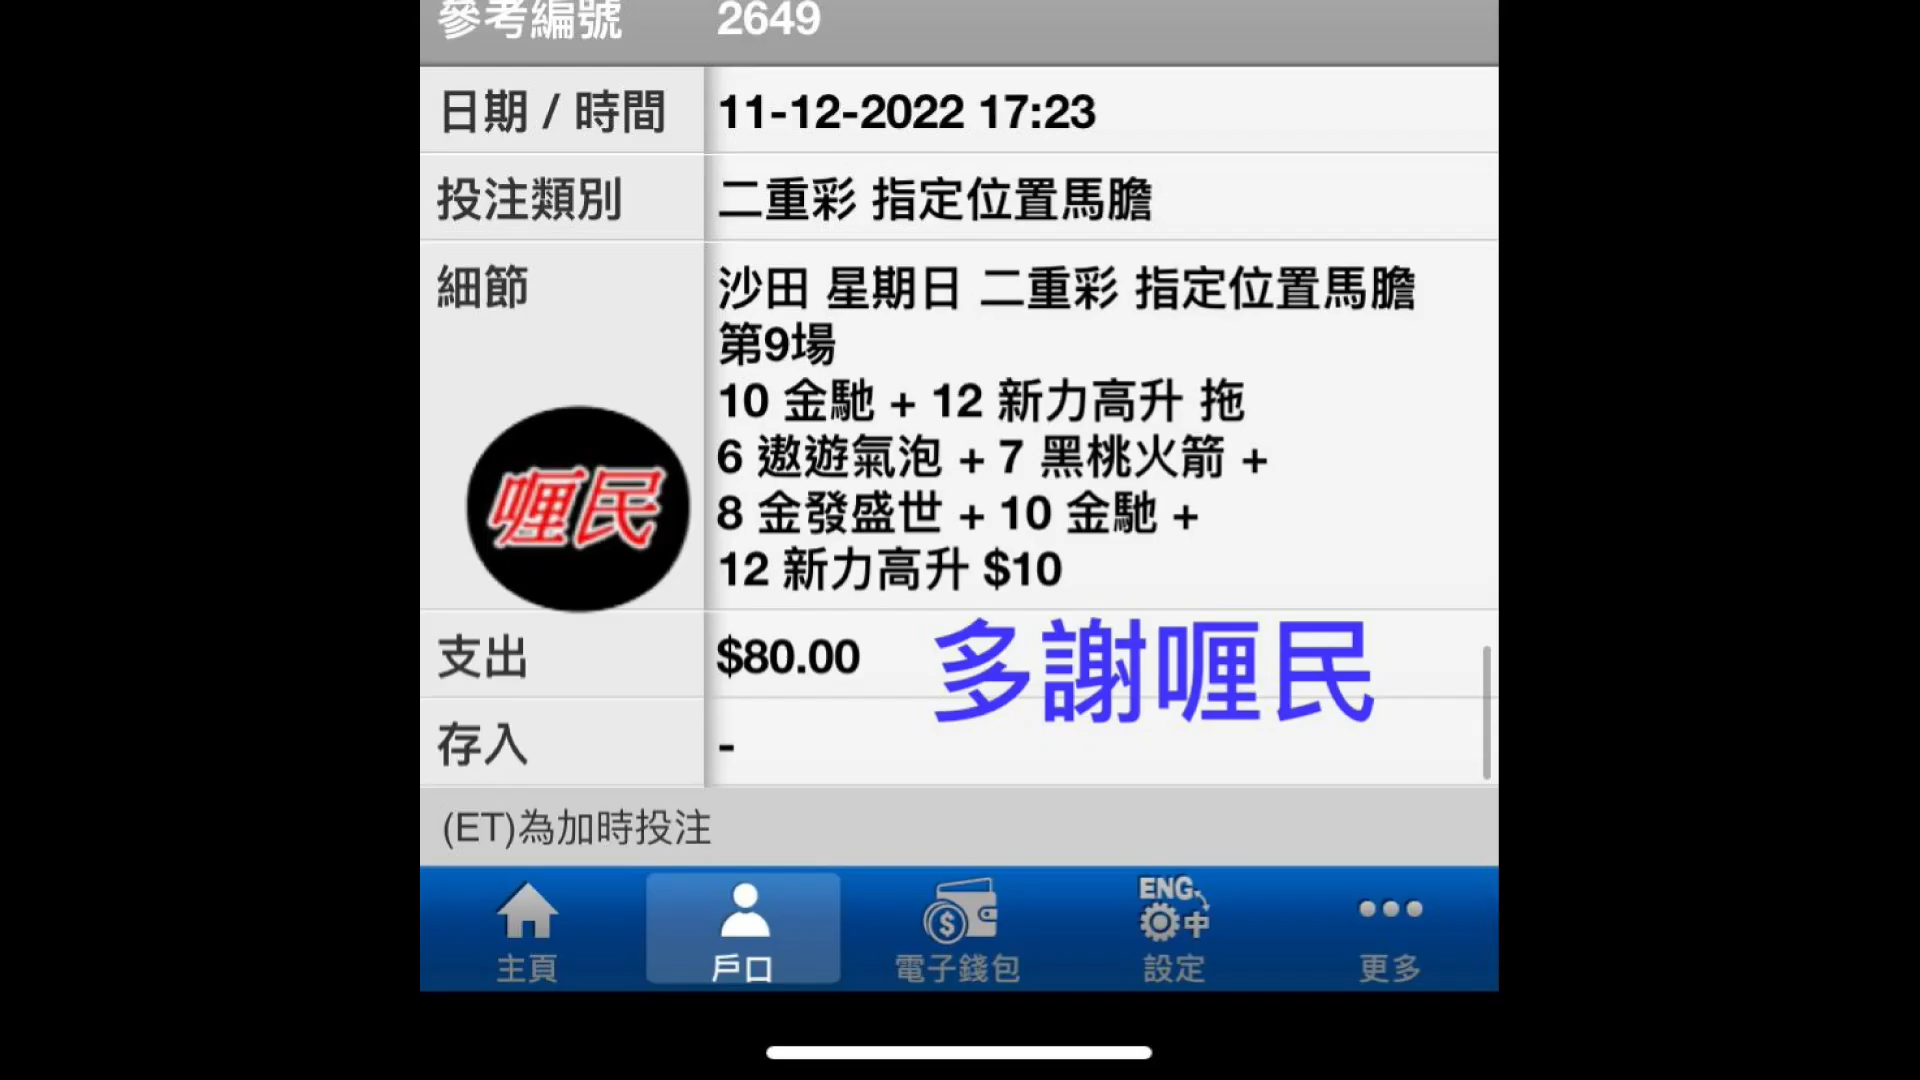 參考編號 2649
日期 / 時間 11-12-2022 17:23
投注類別 二重彩 指定位置馬膽
細節 沙田 星期日 二重彩 指定位置馬膽
第9場
10 金馳 + 12 新力高升 拖
6 遨遊氣泡 + 7 黑桃火箭 +
8 金發盛世 + 10 金馳 +
12 新力高升 $10
喱民
支出 $80.00
多謝喱民
存入 -
(ET)為加時投注
ENG 中
主頁 戶口 電子錢包 設定 更多